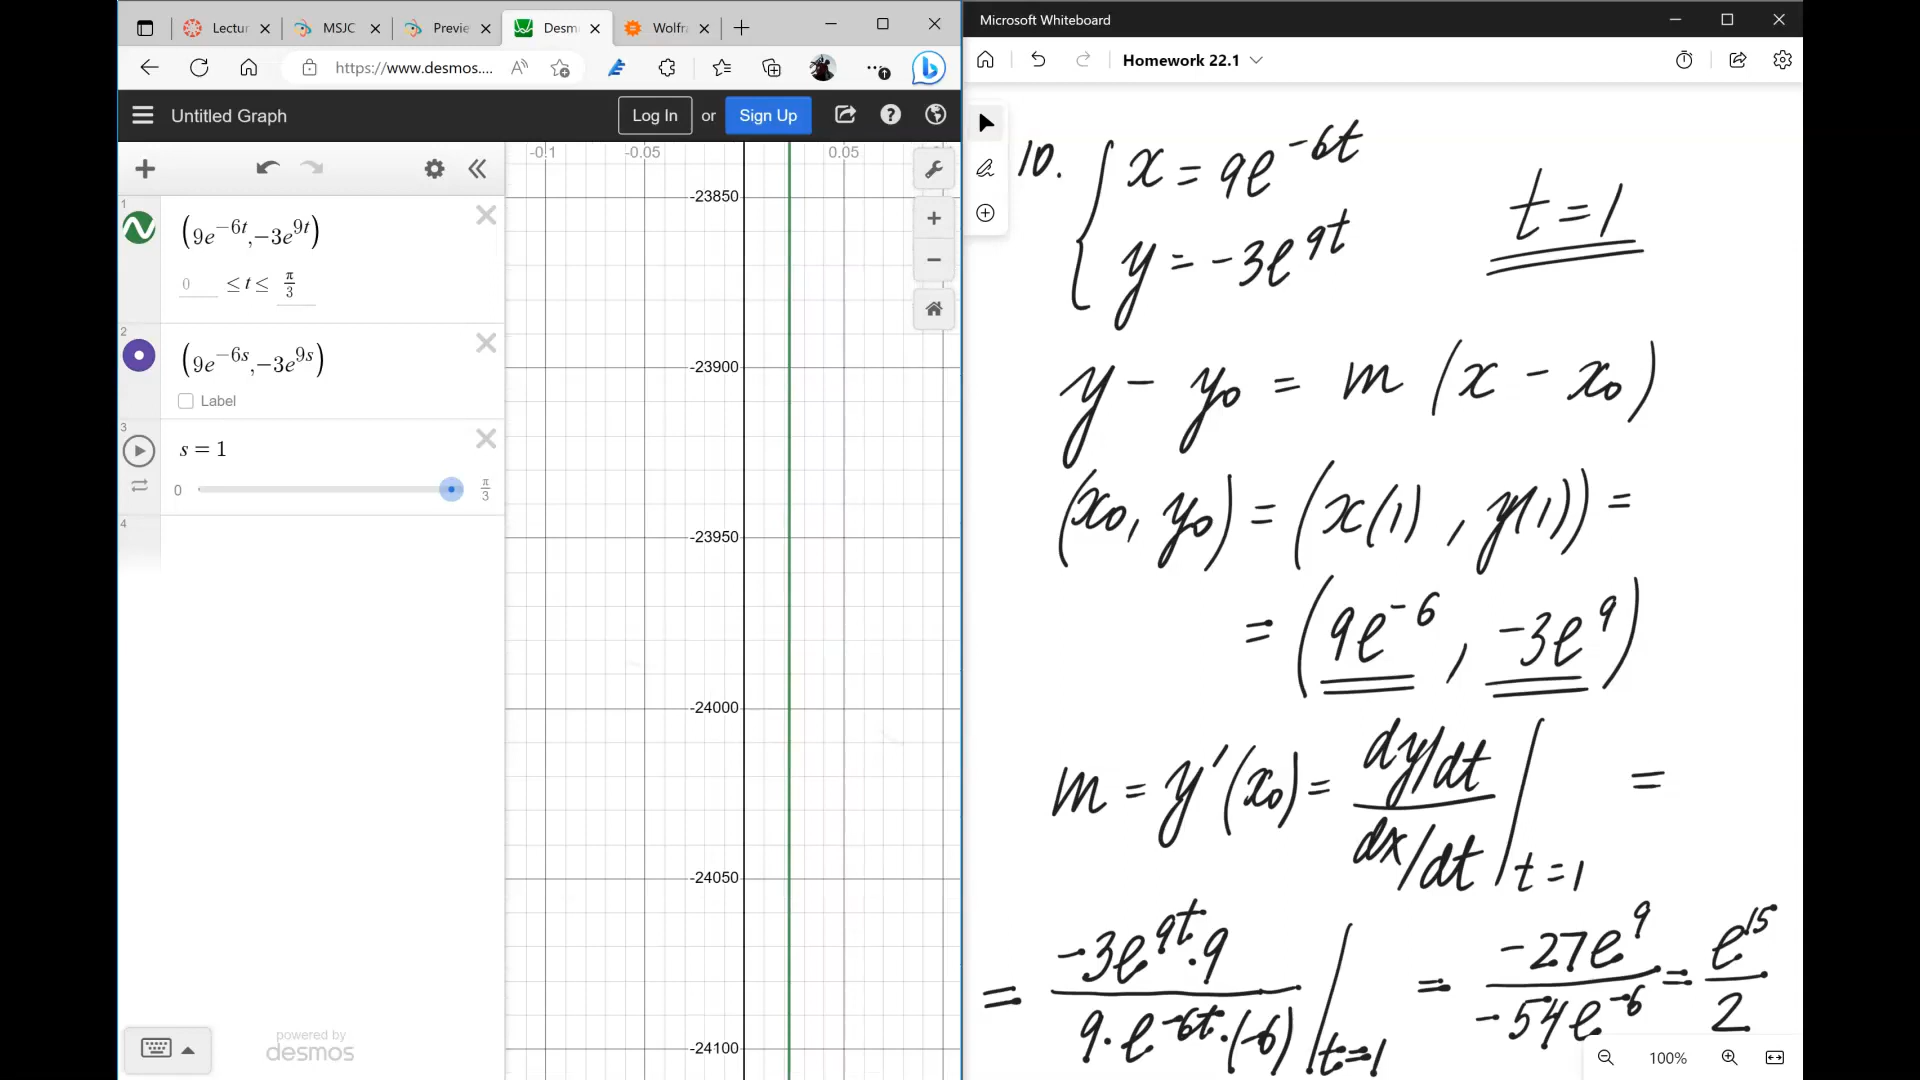 Lectur
MSJC
Previe
Desm
Wolfr
https://www.desmos....
Untitled Graph
Log In or Sign Up
1
(9e^{-6t}, -3e^{9t})
0 ≤ t ≤ π/3
2
(9e^{-6s}, -3e^{9s})
Label
3
s = 1
0
π/3
4
powered by
desmos
-0.1
-0.05
0.05
-23850
-23900
-23950
-24000
-24050
-24100
Microsoft Whiteboard
Homework 22.1
10. { x = 9e^{-6t}
y = -3e^{9t}
t = 1
y - y₀ = m (x - x₀)
(x₀, y₀) = (x(1), y(1)) =
= (9e^{-6}, -3e^{9})
m = y'(x₀) = (dy/dt)/(dx/dt) |_{t=1} =
= (-3e^{9t}·9)/(9·e^{-6t}·(-6)) |_{t=1} = (-27e^{9})/(-54e^{-6}) = e^{15}/2
100%